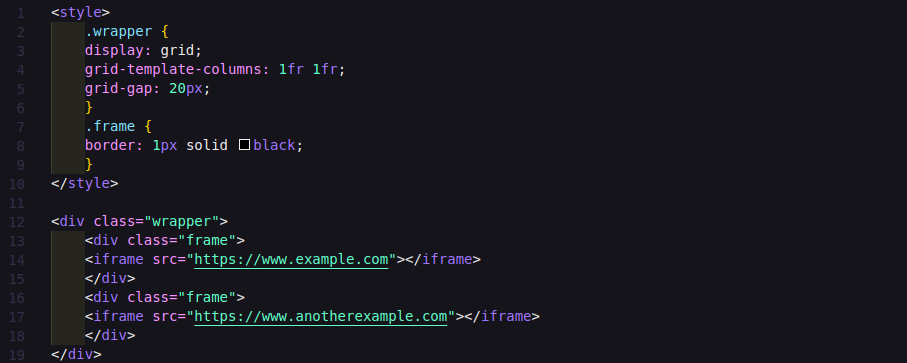 1 <style>
2 .wrapper {
3 display: grid;
4 grid-template-columns: 1fr 1fr;
5 grid-gap: 20px;
6 }
7 .frame {
8 border: 1px solid black;
9 }
10 </style>
11
12 <div class="wrapper">
13 <div class="frame">
14 <iframe src="https://www.example.com"></iframe>
15 </div>
16 <div class="frame">
17 <iframe src="https://www.anotherexample.com"></iframe>
18 </div>
19 </div>